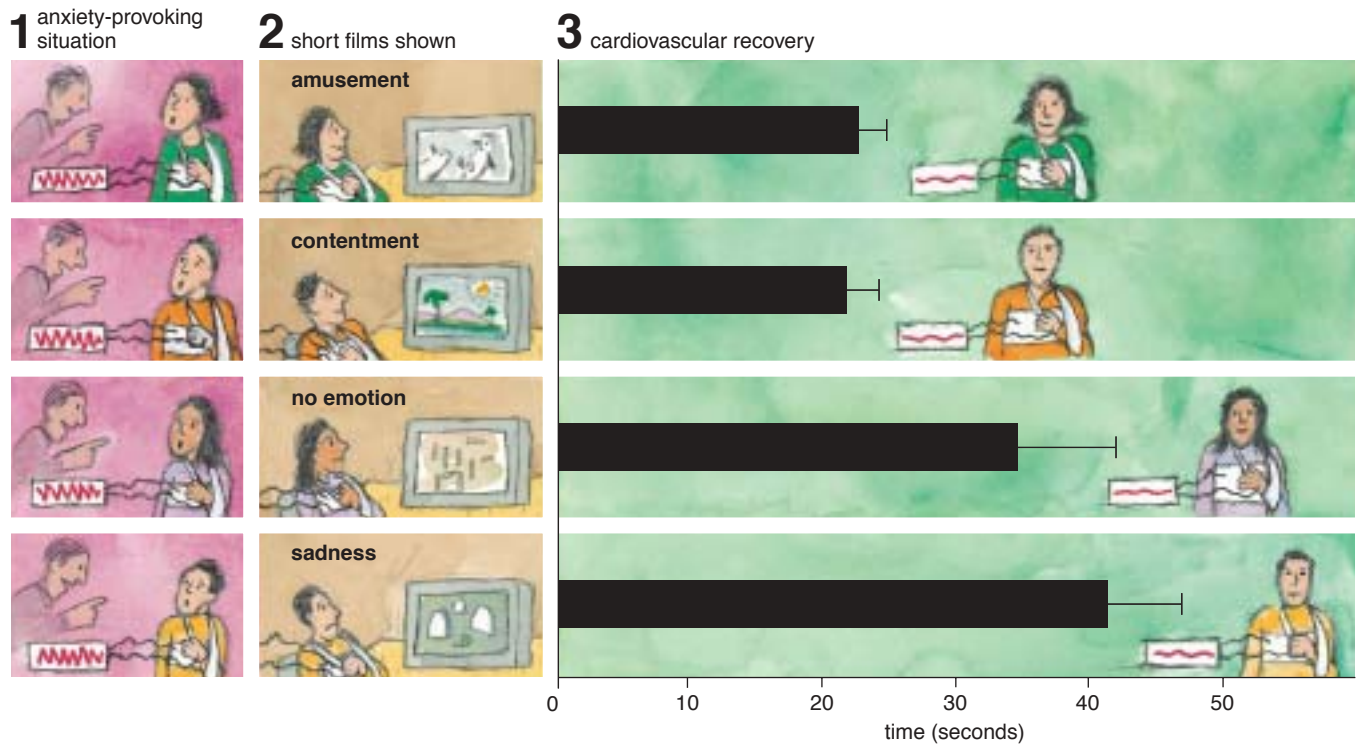 1 anxiety-provoking
situation
2 short films shown
3 cardiovascular recovery
amusement
contentment
no emotion
sadness
0 10 20 30 40 50
time (seconds)